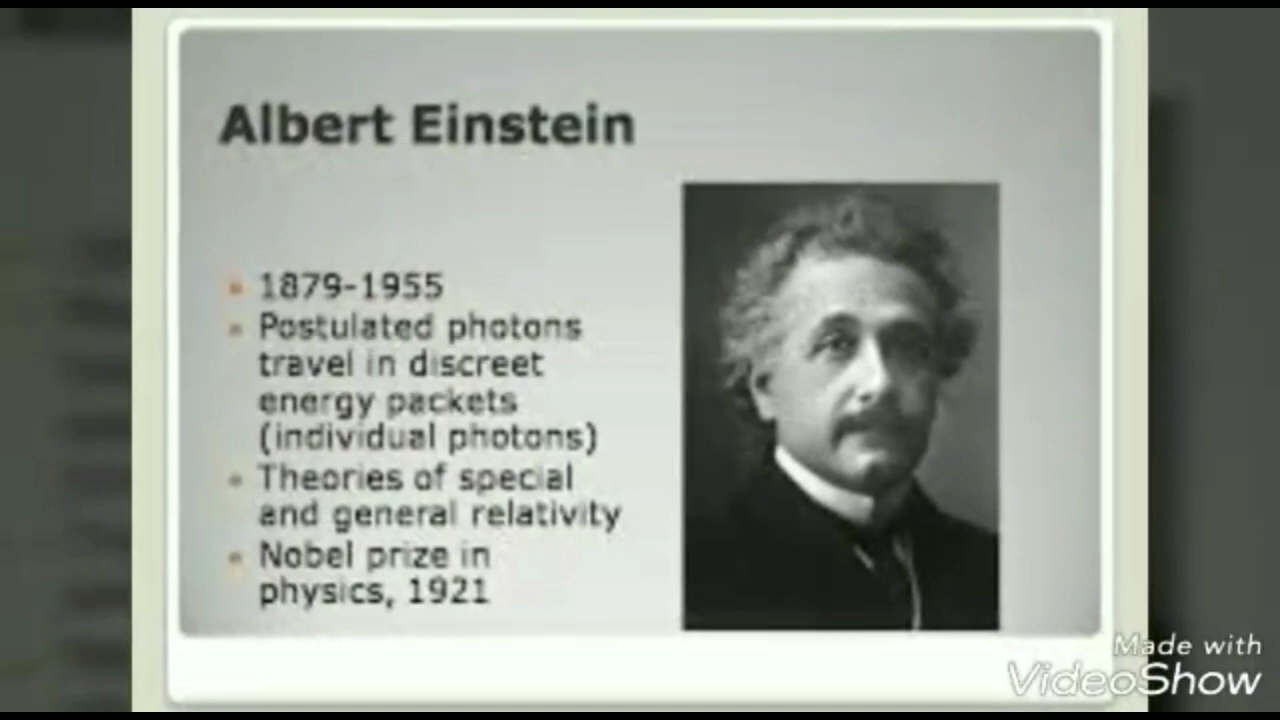 Albert Einstein
1879-1955
Postulated photons
travel in discreet
energy packets
(individual photons)
Theories of special
and general relativity
Nobel prize in
physics, 1921
Made with
VideoShow